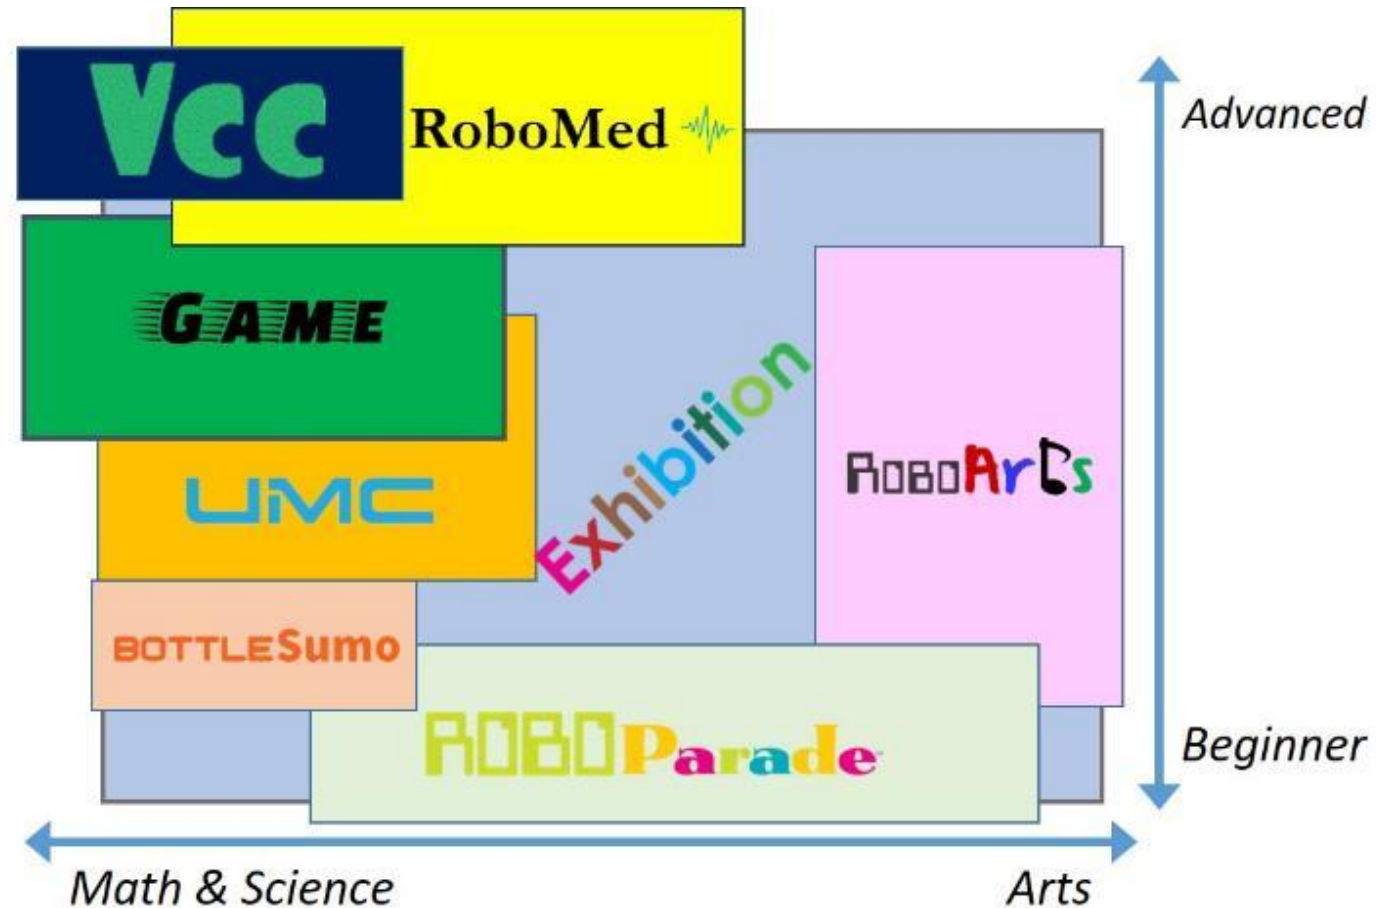 Vcc
RoboMed
Advanced
GAME
Exhibition
ROBOArts
UMC
BOTTLESumo
ROBOParade
Beginner
Math & Science
Arts